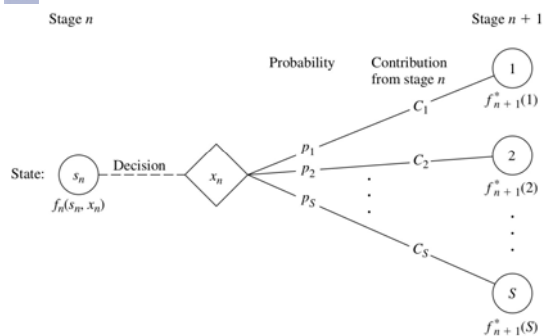 Stage n
Stage n + 1
Probability
Contribution
from stage n
1
f*n + 1(1)
C1
p1
2
C2
p2
f*n + 1(2)
State:
sn
Decision
xn
fn(sn, xn)
pS
CS
S
f*n + 1(S)